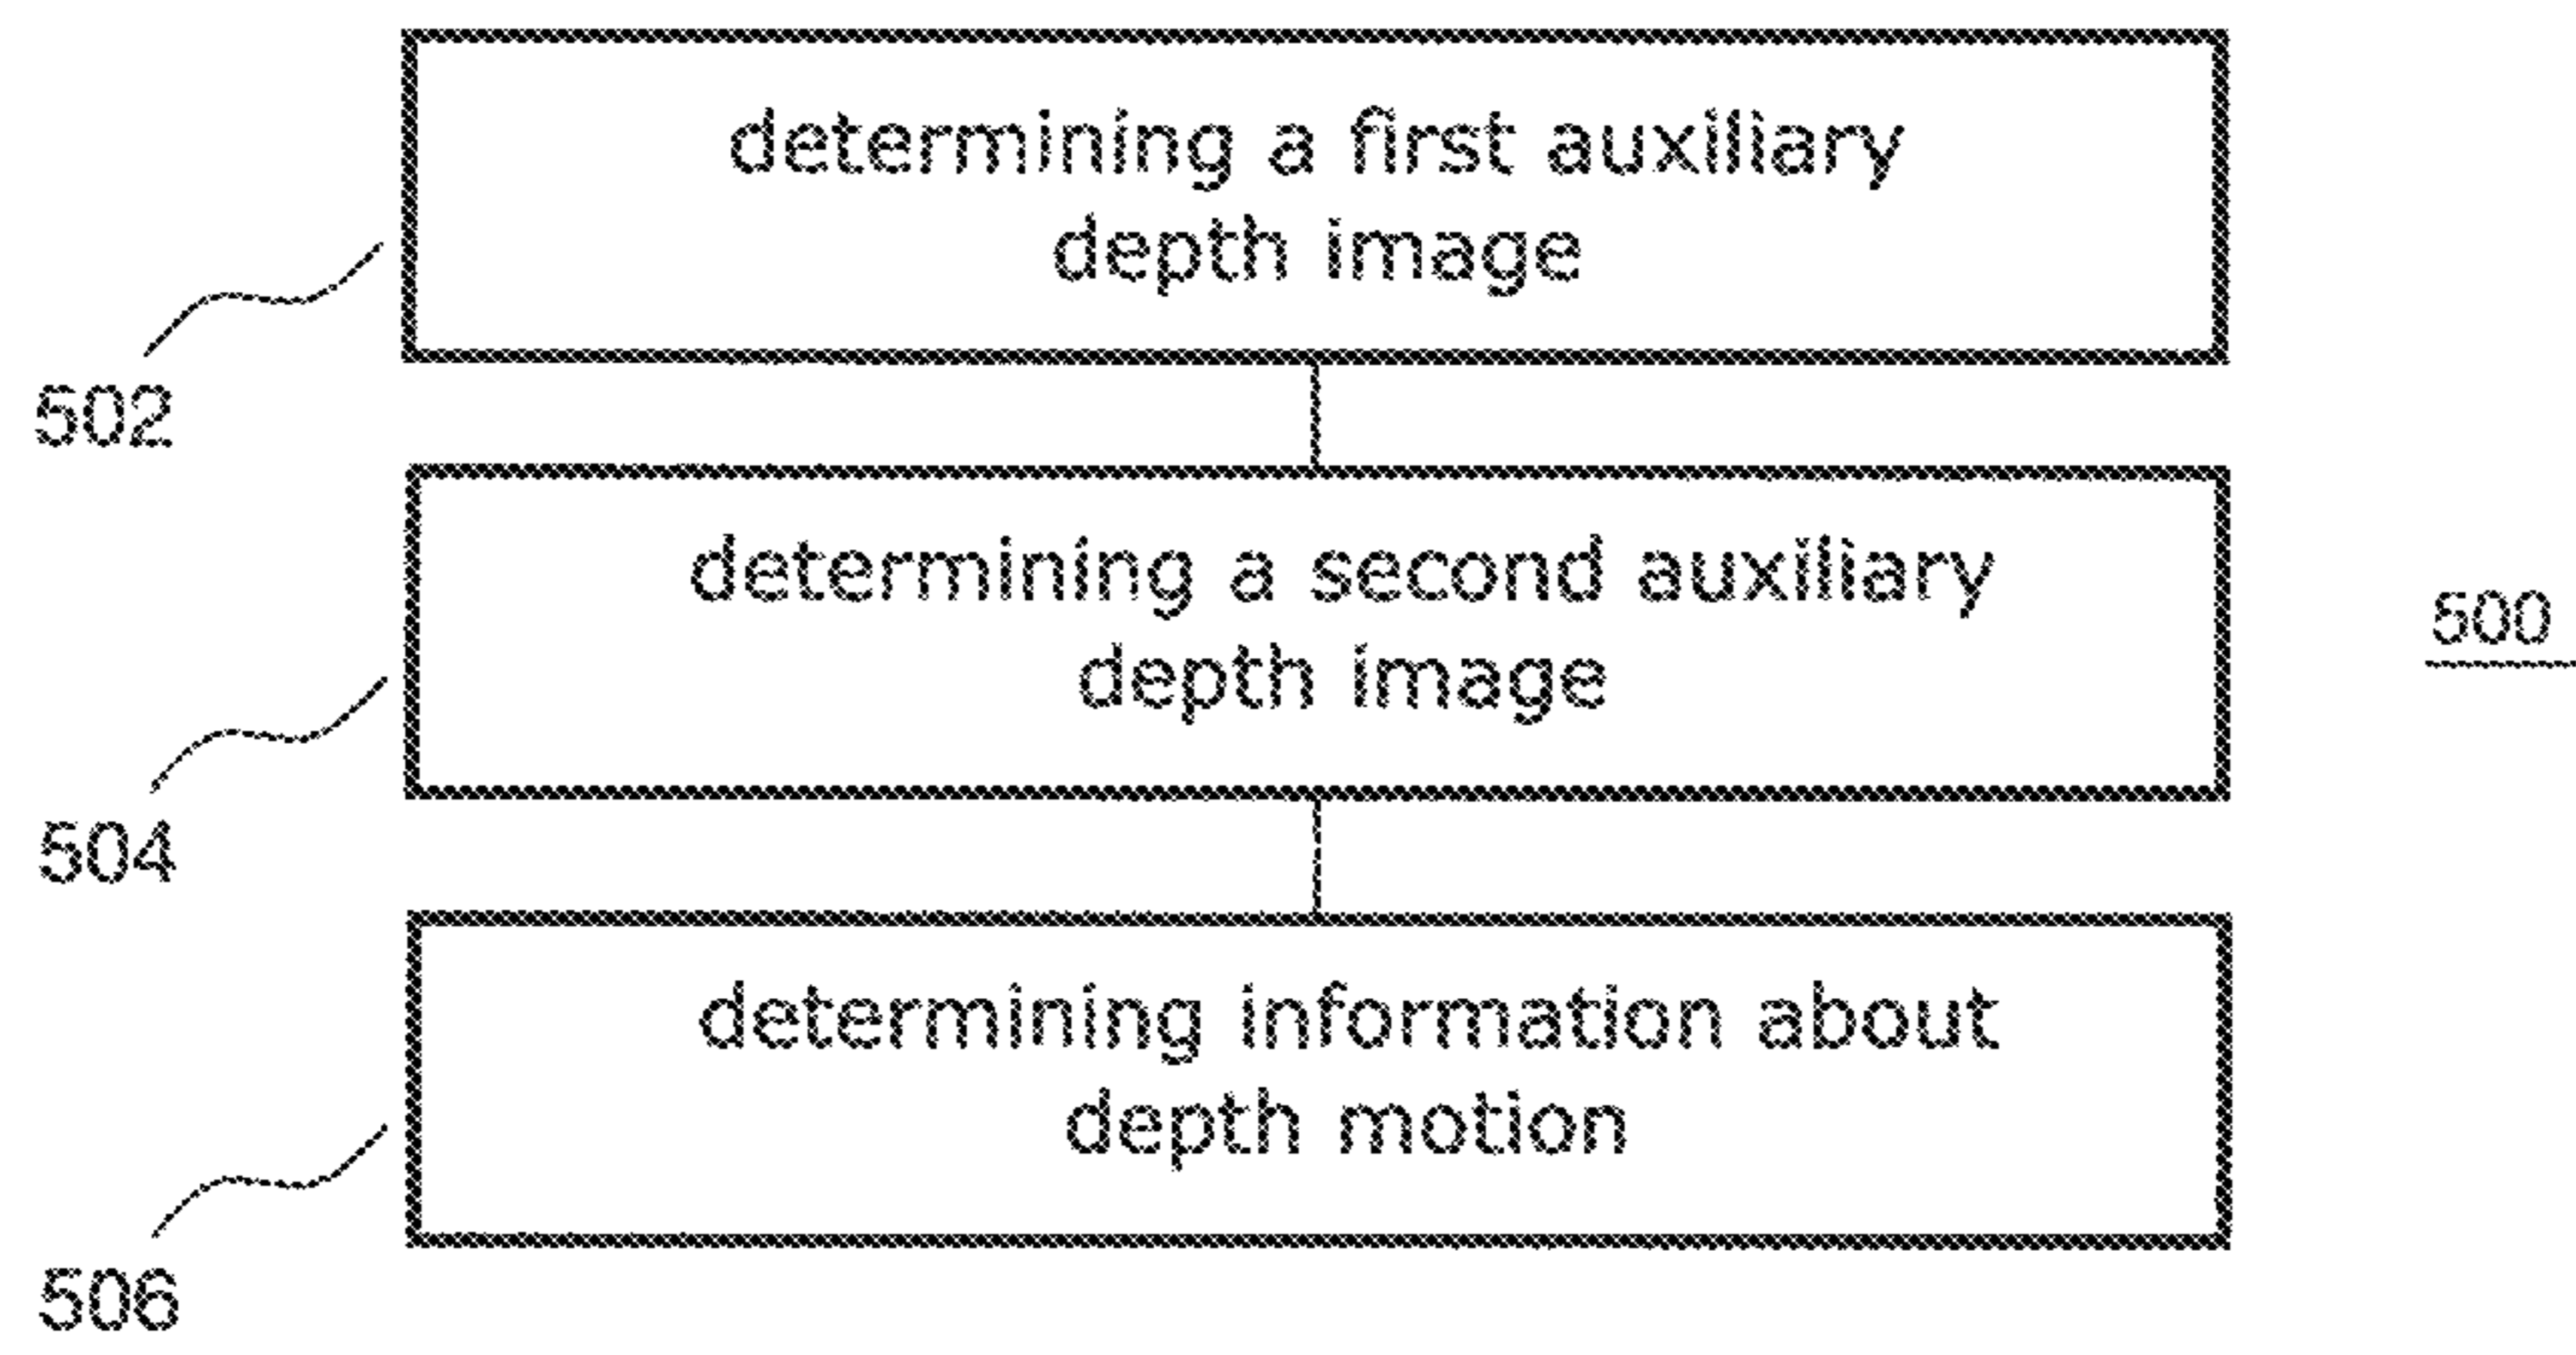 determining a first auxiliary
depth image
502
determining a second auxiliary
depth image
500
504
determining information about
depth motion
506